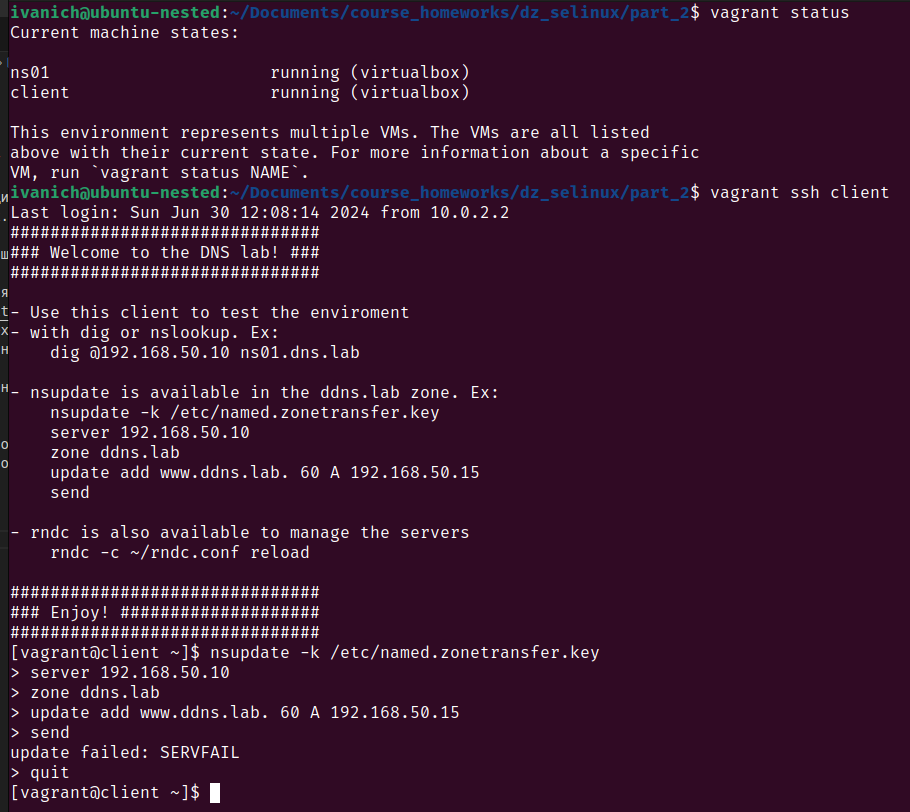 ivanich@ubuntu-nested:~/Documents/course_homeworks/dz_selinux/part_2$ vagrant status
Current machine states:

ns01                      running (virtualbox)
client                    running (virtualbox)

This environment represents multiple VMs. The VMs are all listed
above with their current state. For more information about a specific
VM, run `vagrant status NAME`.
ivanich@ubuntu-nested:~/Documents/course_homeworks/dz_selinux/part_2$ vagrant ssh client
Last login: Sun Jun 30 12:08:14 2024 from 10.0.2.2
###############################
### Welcome to the DNS lab! ###
###############################

- Use this client to test the enviroment
- with dig or nslookup. Ex:
    dig @192.168.50.10 ns01.dns.lab

- nsupdate is available in the ddns.lab zone. Ex:
    nsupdate -k /etc/named.zonetransfer.key
    server 192.168.50.10
    zone ddns.lab
    update add www.ddns.lab. 60 A 192.168.50.15
    send

- rndc is also available to manage the servers
    rndc -c ~/rndc.conf reload

###############################
### Enjoy! ####################
###############################
[vagrant@client ~]$ nsupdate -k /etc/named.zonetransfer.key
> server 192.168.50.10
> zone ddns.lab
> update add www.ddns.lab. 60 A 192.168.50.15
> send
update failed: SERVFAIL
> quit
[vagrant@client ~]$